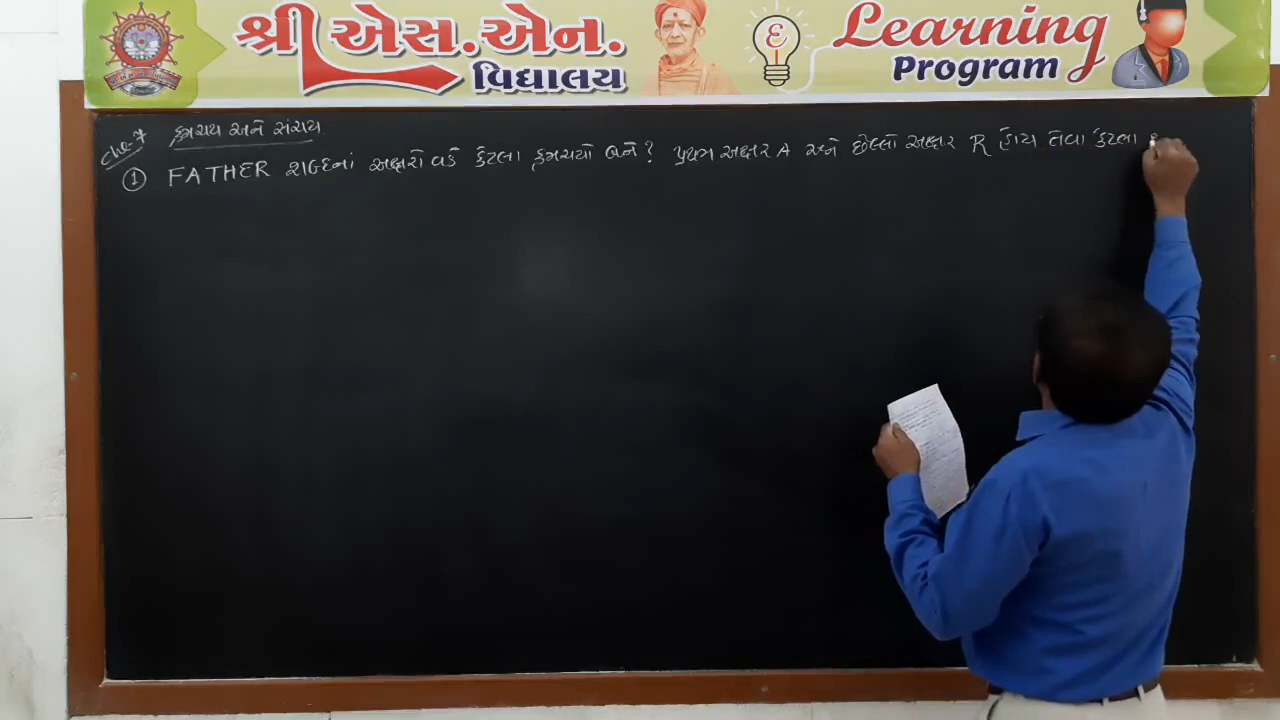 શ્રી એસ.એન.
વિદ્યાલય
Learning
Program
Ch-7 ક્રમચય અને સંચય
① FATHER શબ્દનાં અક્ષરો વડે કેટલા ક્રમચયો બને? પ્રથમ અક્ષર A અને છેલ્લો અક્ષર R હોય તેવા કેટલા